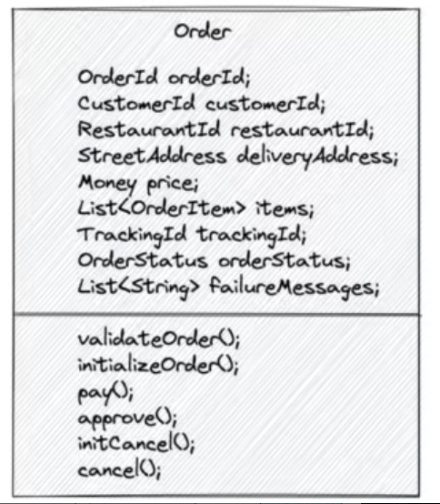 Order
OrderId orderId;
CustomerId customerId;
RestaurantId restaurantId;
StreetAddress deliveryAddress;
Money price;
List<OrderItem> items;
TrackingId trackingId;
OrderStatus orderStatus;
List<String> failureMessages;
validateOrder();
initializeOrder();
pay();
approve();
initCancel();
cancel();